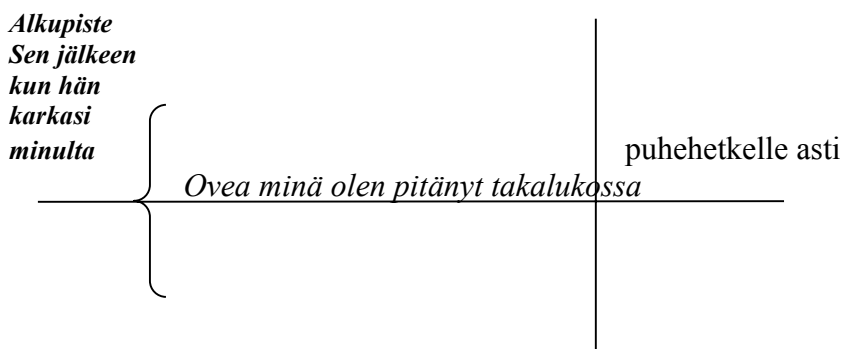 Alkupiste
Sen jälkeen
kun hän
karkasi
minulta
puhehetkelle asti
Ovea minä olen pitänyt takalukossa